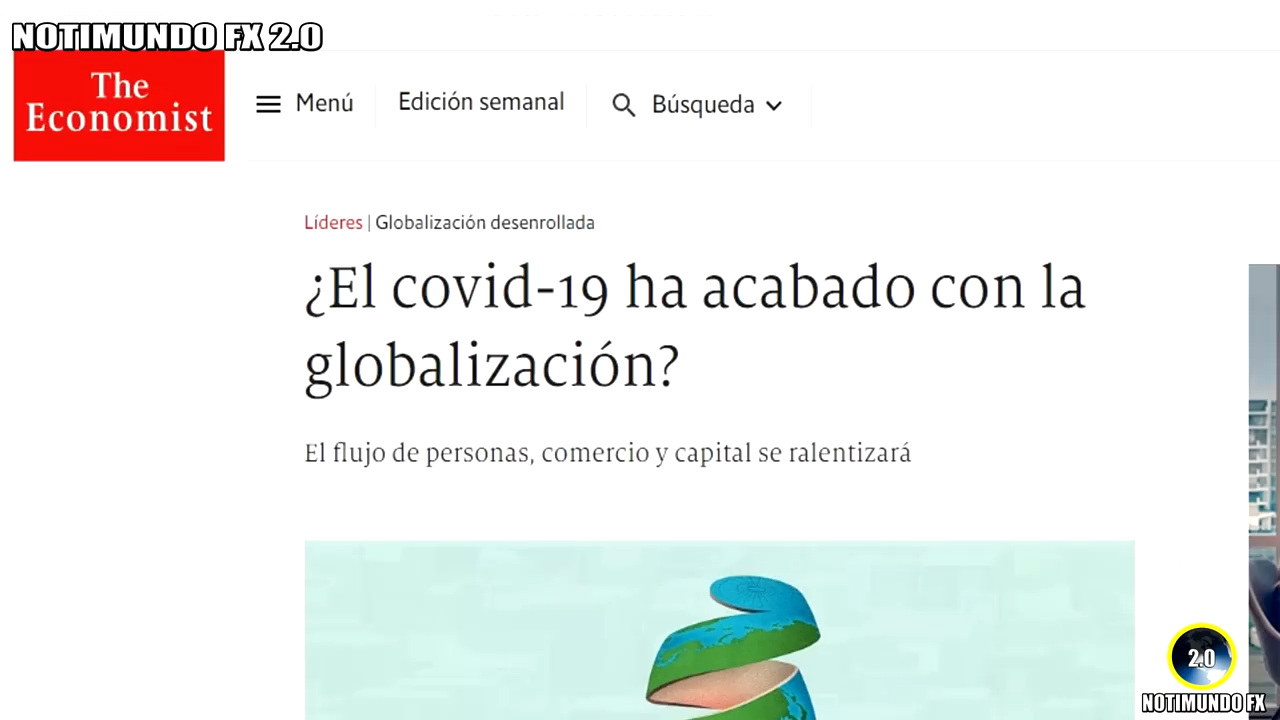 NOTIMUNDO FX 2.0
The
Economist
Menú
Edición semanal
Búsqueda
Líderes | Globalización desenrollada
¿El covid-19 ha acabado con la
globalización?
El flujo de personas, comercio y capital se ralentizará
2.0
NOTIMUNDO FX